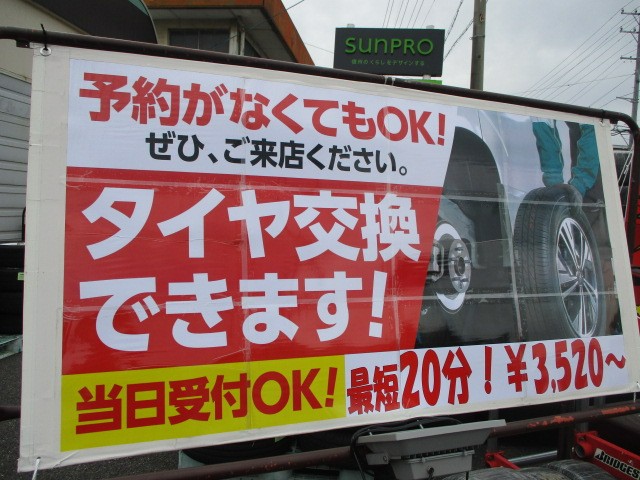 SUNPRO
予約がなくてもOK!
ぜひ、ご来店ください。
タイヤ交換
できます!
当日受付OK!
最短20分!¥3,520〜